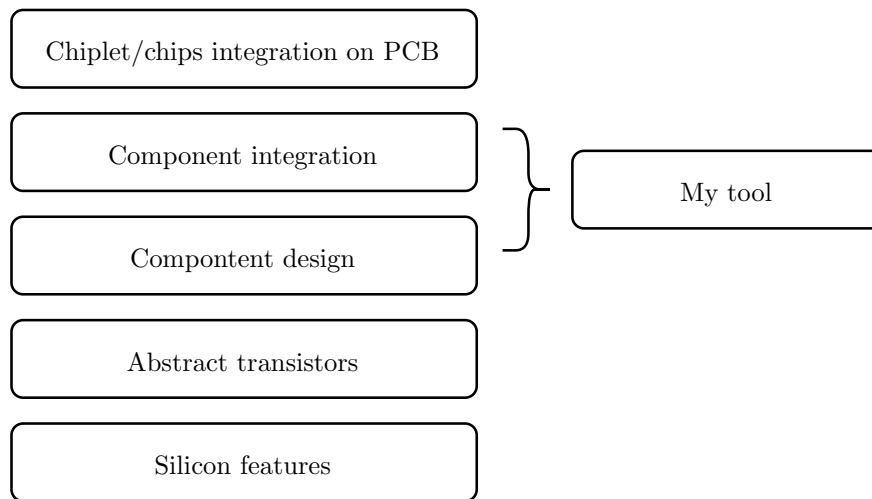 Chiplet/chips integration on PCB
Component integration
My tool
Compontent design
Abstract transistors
Silicon features